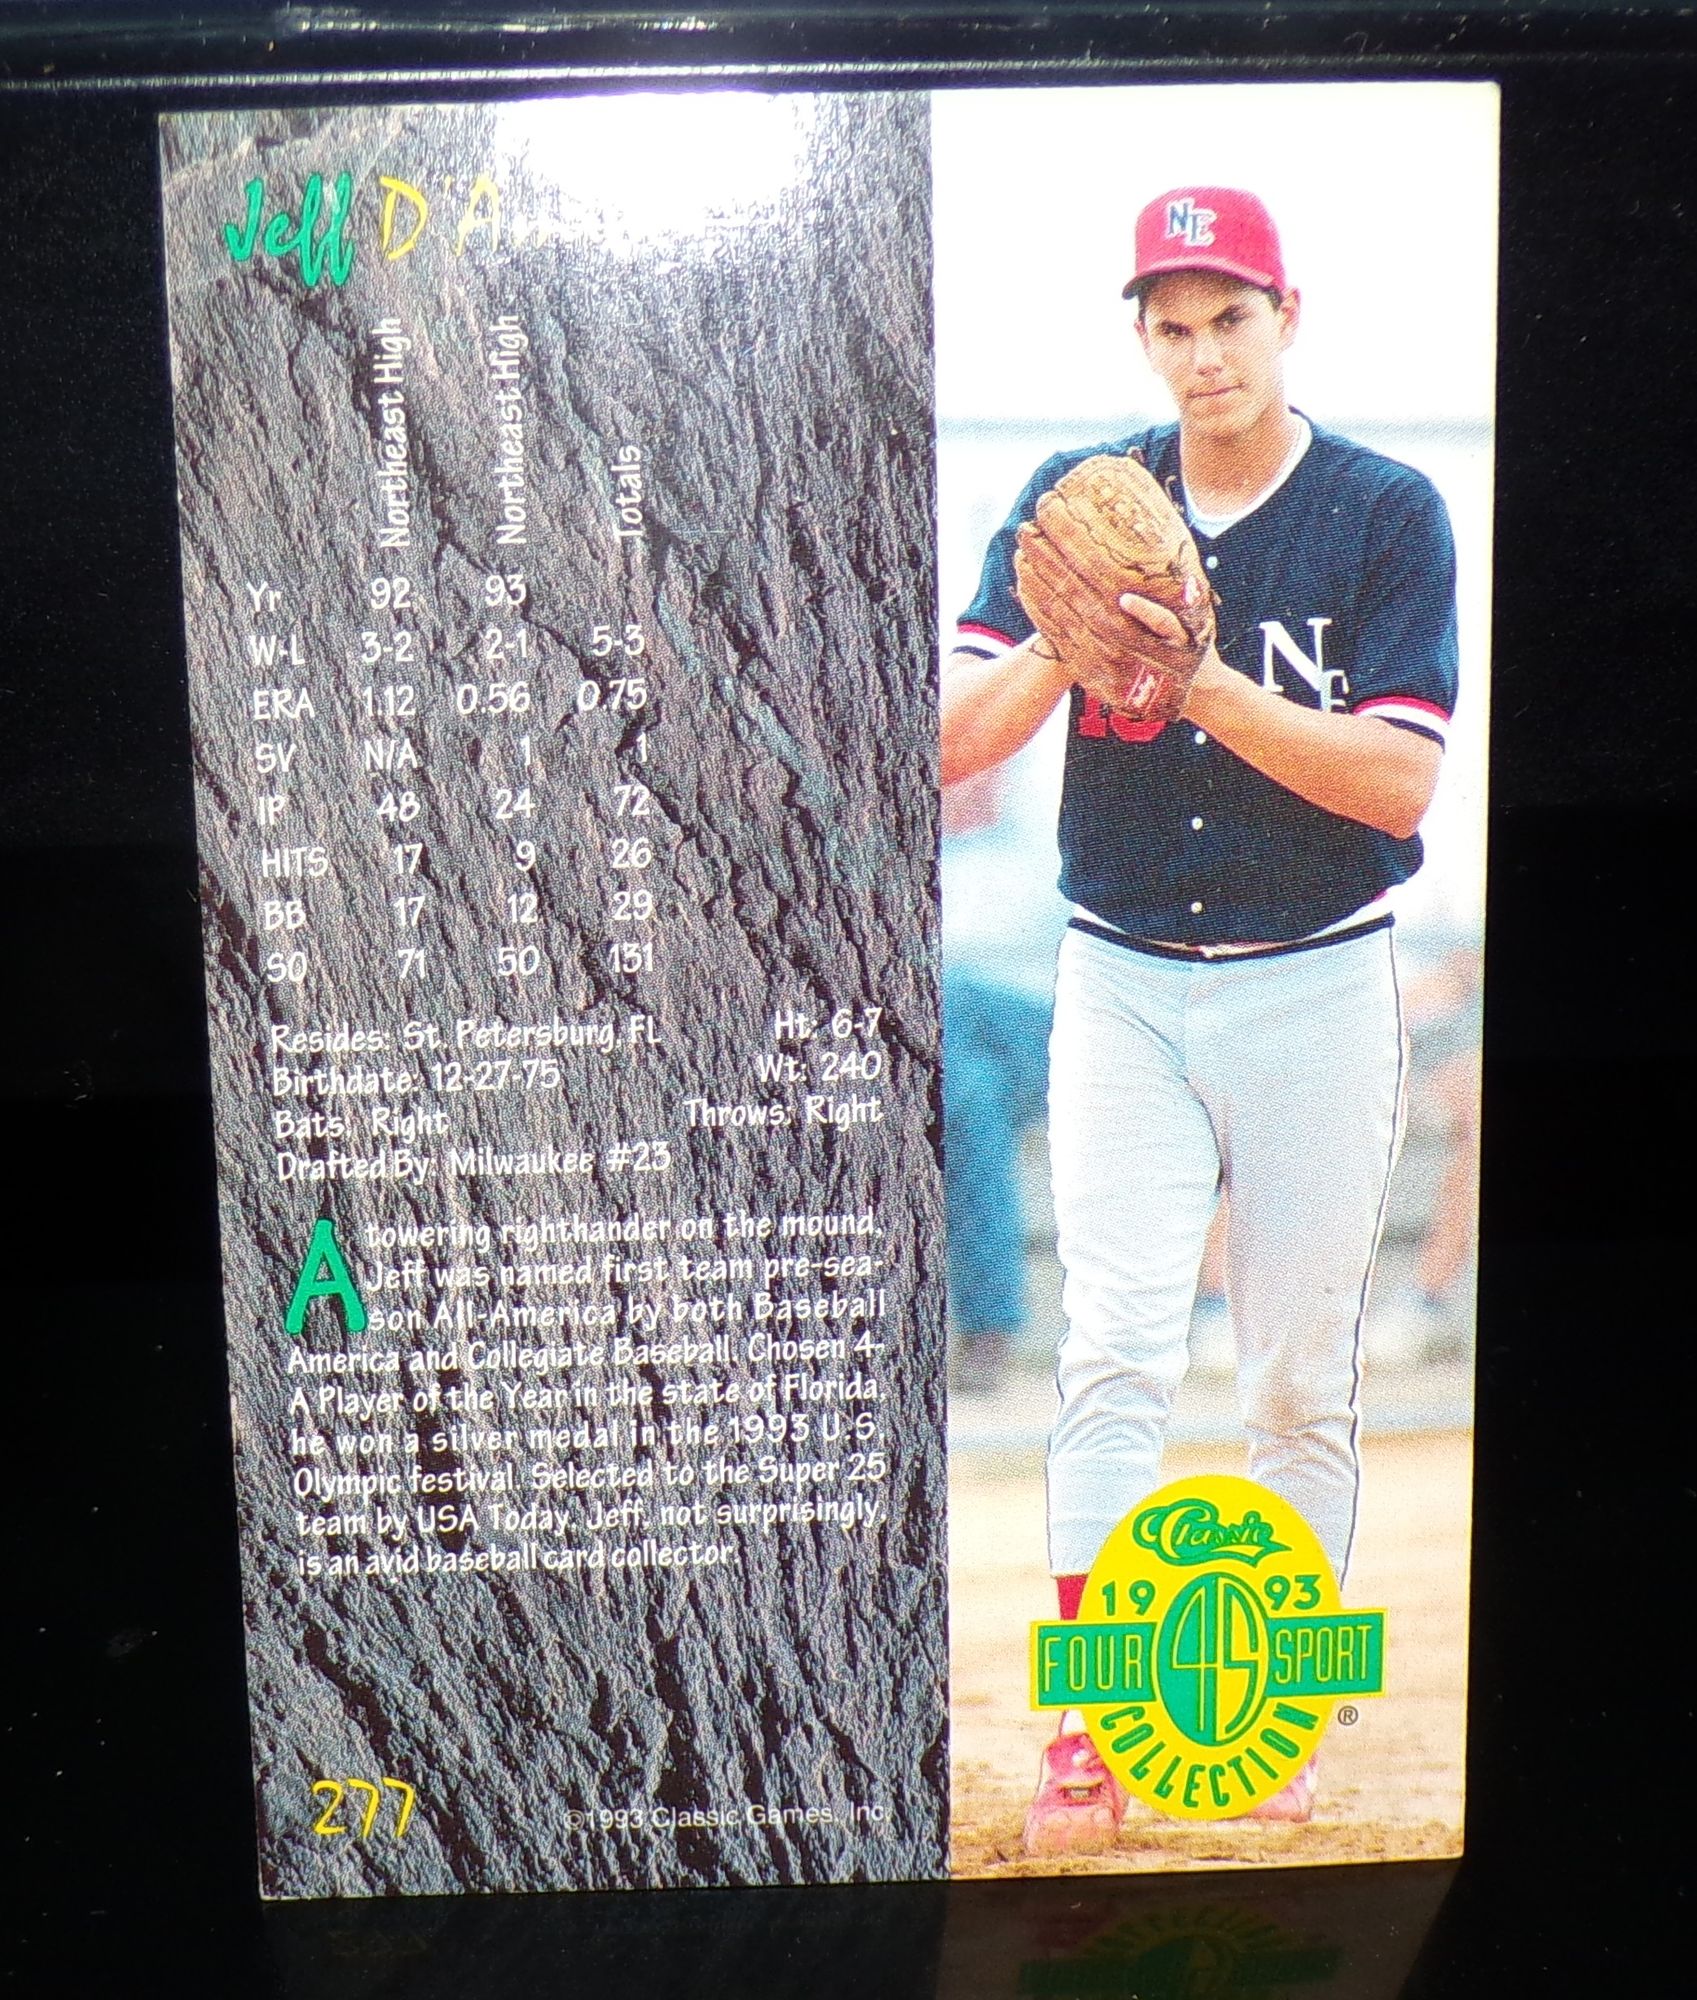 Jeff D'A
Northeast High Northeast High Totals
Yr 92 93
W-L 3-2 2-1 5-3
ERA 1.12 0.56 0.75
SV N/A 1 1
IP 48 24 72
HITS 17 9 26
BB 17 12 29
SO 71 50 131
Resides: St. Petersburg, FL Ht: 6-7
Birthdate: 12-27-75 Wt: 240
Bats: Right Throws: Right
Drafted By: Milwaukee #23
A towering righthander on the mound,
Jeff was named first team pre-sea-
son All-America by both Baseball
America and Collegiate Baseball. Chosen 4-
A Player of the Year in the state of Florida,
he won a silver medal in the 1993 U.S.
Olympic festival. Selected to the Super 25
team by USA Today, Jeff, not surprisingly,
is an avid baseball card collector.
277
©1993 Classic Games, Inc.
NE
NE
Classic
1993
FOUR 4S SPORT
COLLECTION
®